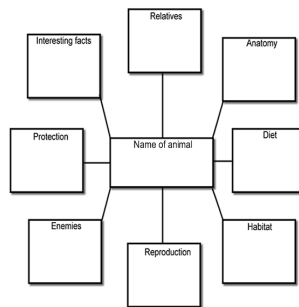 Relatives
Interesting facts
Anatomy
Protection
Name of animal
Diet
Enemies
Reproduction
Habitat